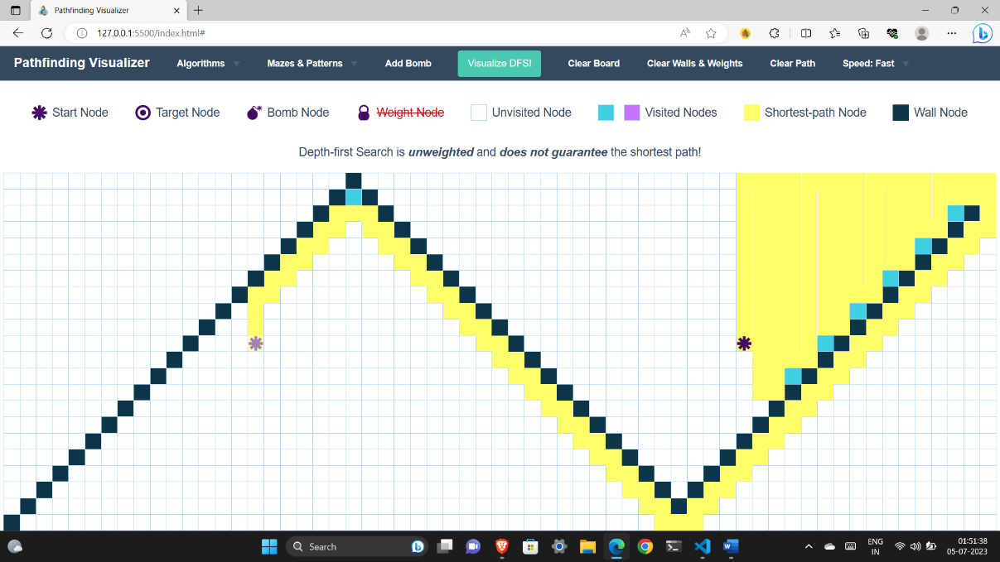 Pathfinding Visualizer
127.0.0.1:5500/index.html#
Pathfinding Visualizer Algorithms Mazes & Patterns Add Bomb Visualize DFS! Clear Board Clear Walls & Weights Clear Path Speed: Fast
Start Node Target Node Bomb Node Weight Node Unvisited Node Visited Nodes Shortest-path Node Wall Node
Depth-first Search is unweighted and does not guarantee the shortest path!
Search ENG 01:51:38
IN 05-07-2023